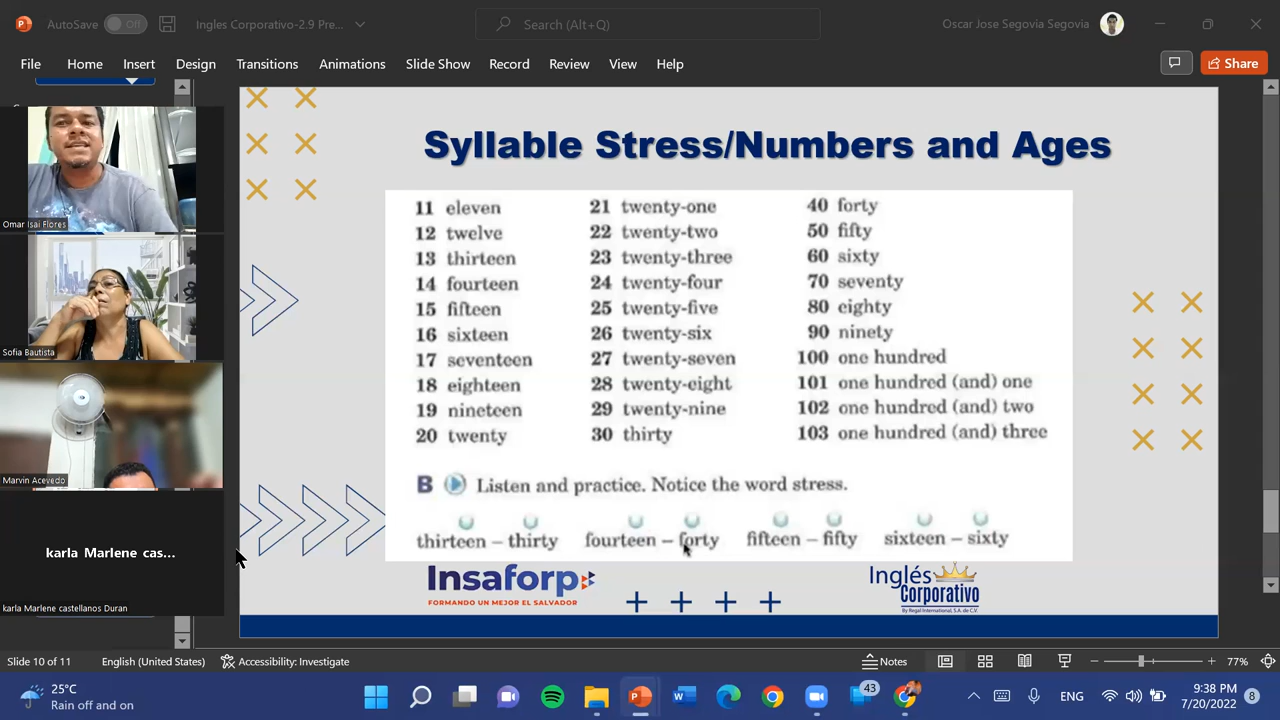 AutoSave Off Ingles Corporativo-2.9 Pre... Search (Alt+Q) Oscar Jose Segovia Segovia
File Home Insert Design Transitions Animations Slide Show Record Review View Help Share
Omar Isai Flores
Sofia Bautista
Marvin Acevedo
karla Marlene cas...
karla Marlene castellanos Duran
Syllable Stress/Numbers and Ages
11 eleven 21 twenty-one 40 forty
12 twelve 22 twenty-two 50 fifty
13 thirteen 23 twenty-three 60 sixty
14 fourteen 24 twenty-four 70 seventy
15 fifteen 25 twenty-five 80 eighty
16 sixteen 26 twenty-six 90 ninety
17 seventeen 27 twenty-seven 100 one hundred
18 eighteen 28 twenty-eight 101 one hundred (and) one
19 nineteen 29 twenty-nine 102 one hundred (and) two
20 twenty 30 thirty 103 one hundred (and) three
B Listen and practice. Notice the word stress.
thirteen – thirty fourteen – forty fifteen – fifty sixteen – sixty
Insaforp
FORMANDO UN MEJOR EL SALVADOR
Inglés
Corporativo
By Regal International, S.A. de C.V.
Slide 10 of 11 English (United States) Accessibility: Investigate Notes 77%
25°C
Rain off and on
43
ENG
9:38 PM
7/20/2022
8